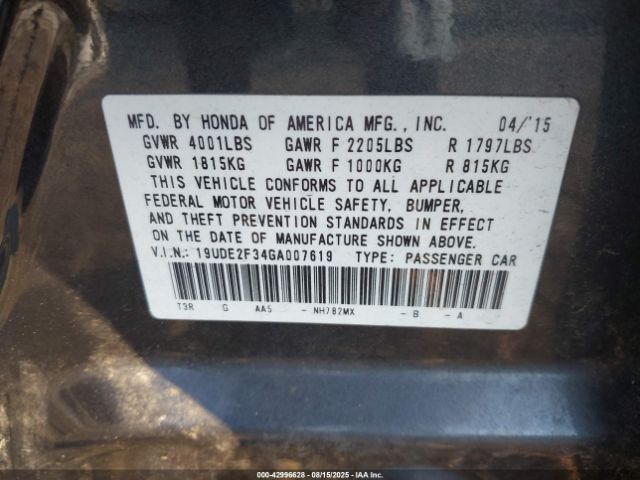 MFD. BY HONDA OF AMERICA MFG., INC. 04/'15
GVWR 4001LBS GAWR F 2205LBS R 1797LBS
GVWR 1815KG GAWR F 1000KG R 815KG
THIS VEHICLE CONFORMS TO ALL APPLICABLE
FEDERAL MOTOR VEHICLE SAFETY, BUMPER,
AND THEFT PREVENTION STANDARDS IN EFFECT
ON THE DATE OF MANUFACTURE SHOWN ABOVE.
V.I.N.: 19UDE2F34GA007619 TYPE: PASSENGER CAR
T3R G AA5 - NH782MX - B - A
000-42996628 - 08/15/2025 - IAA Inc.